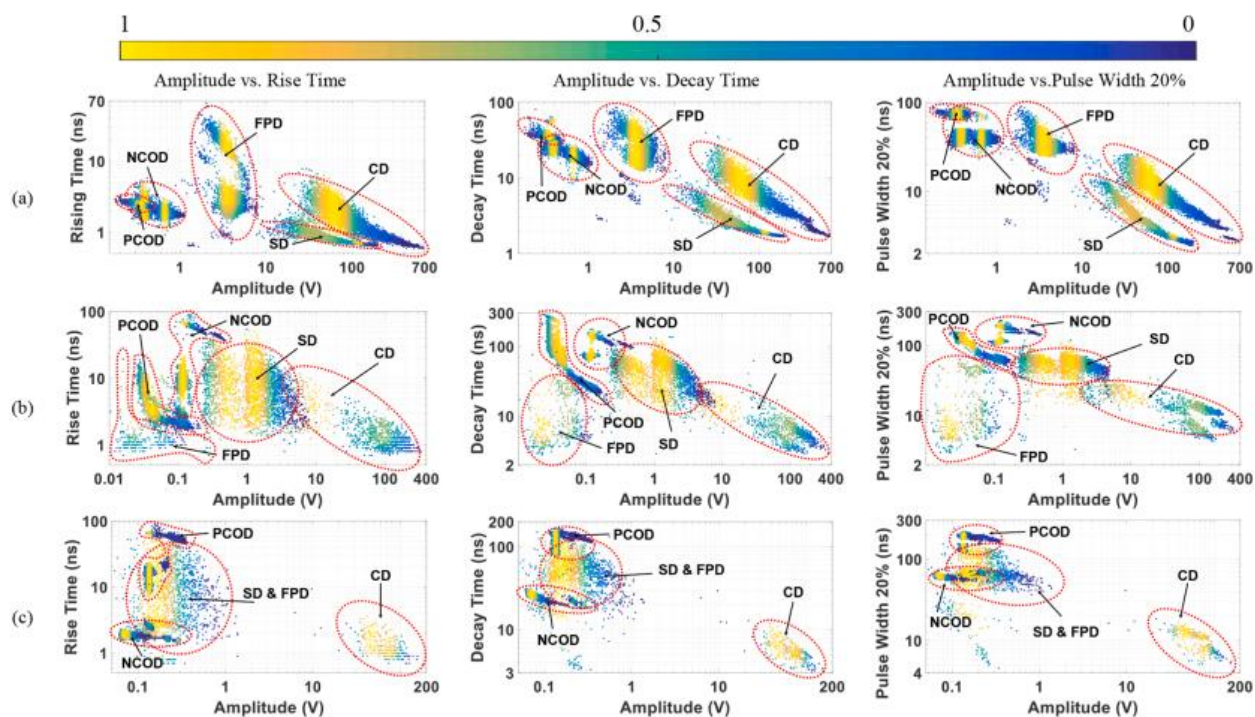 1 0.5 0
Amplitude vs. Rise Time Amplitude vs. Decay Time Amplitude vs.Pulse Width 20%
(a)
Rising Time (ns)
70
10
1
1 10 100 700
Amplitude (V)
NCOD
FPD
CD
PCOD
SD
Decay Time (ns)
100
10
1
1 10 100 700
Amplitude (V)
FPD
CD
PCOD
NCOD
SD
Pulse Width 20% (ns)
100
10
2
1 10 100 700
Amplitude (V)
FPD
CD
PCOD
NCOD
SD
(b)
Rise Time (ns)
100
10
1
0.01 0.1 1 10 100 400
Amplitude (V)
PCOD
NCOD
SD
CD
FPD
Decay Time (ns)
300
100
10
2
0.1 1 10 100 400
Amplitude (V)
NCOD
CD
PCOD
FPD
SD
Pulse Width 20% (ns)
300
100
10
2
0.1 1 10 100 400
Amplitude (V)
PCOD
NCOD
SD
CD
FPD
(c)
Rise Time (ns)
100
10
1
0.1 1 10 200
Amplitude (V)
PCOD
CD
SD & FPD
NCOD
Decay Time (ns)
200
100
10
3
0.1 1 10 200
Amplitude (V)
PCOD
SD & FPD
CD
NCOD
Pulse Width 20% (ns)
300
100
10
4
0.1 1 10 200
Amplitude (V)
PCOD
CD
NCOD
SD & FPD